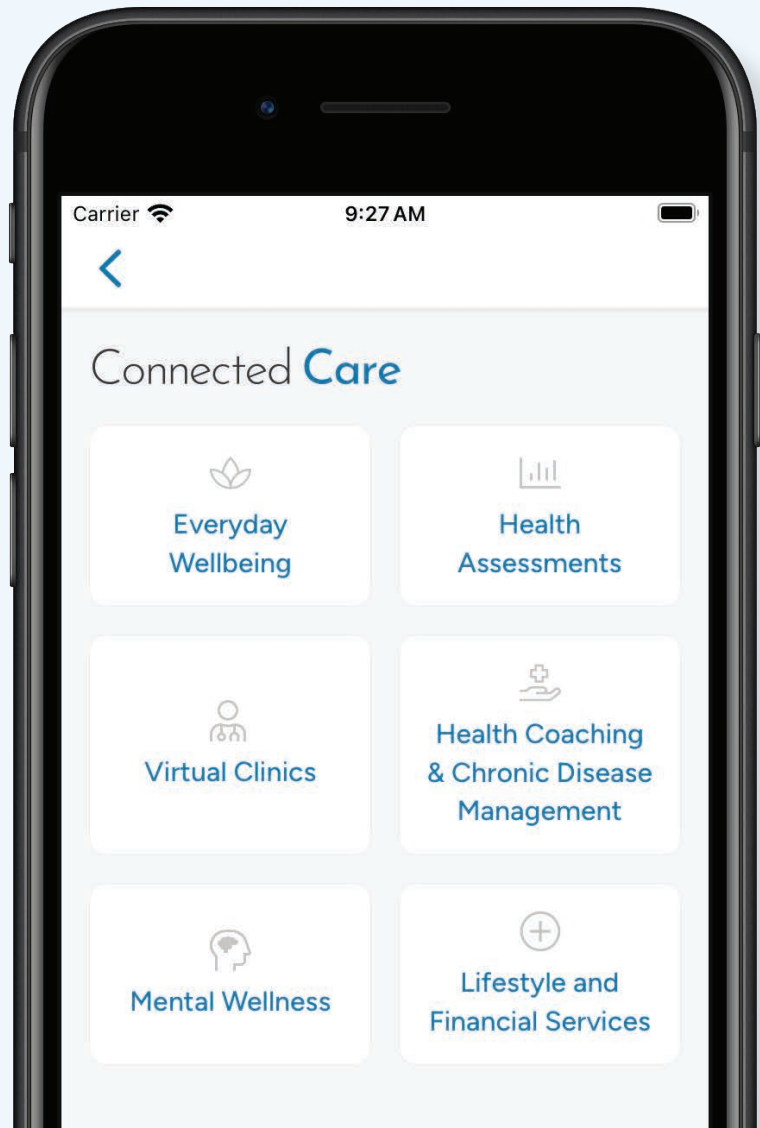 Carrier
9:27 AM
Connected Care
Everyday
Wellbeing
Health
Assessments
Virtual Clinics
Health Coaching
& Chronic Disease
Management
Mental Wellness
Lifestyle and
Financial Services